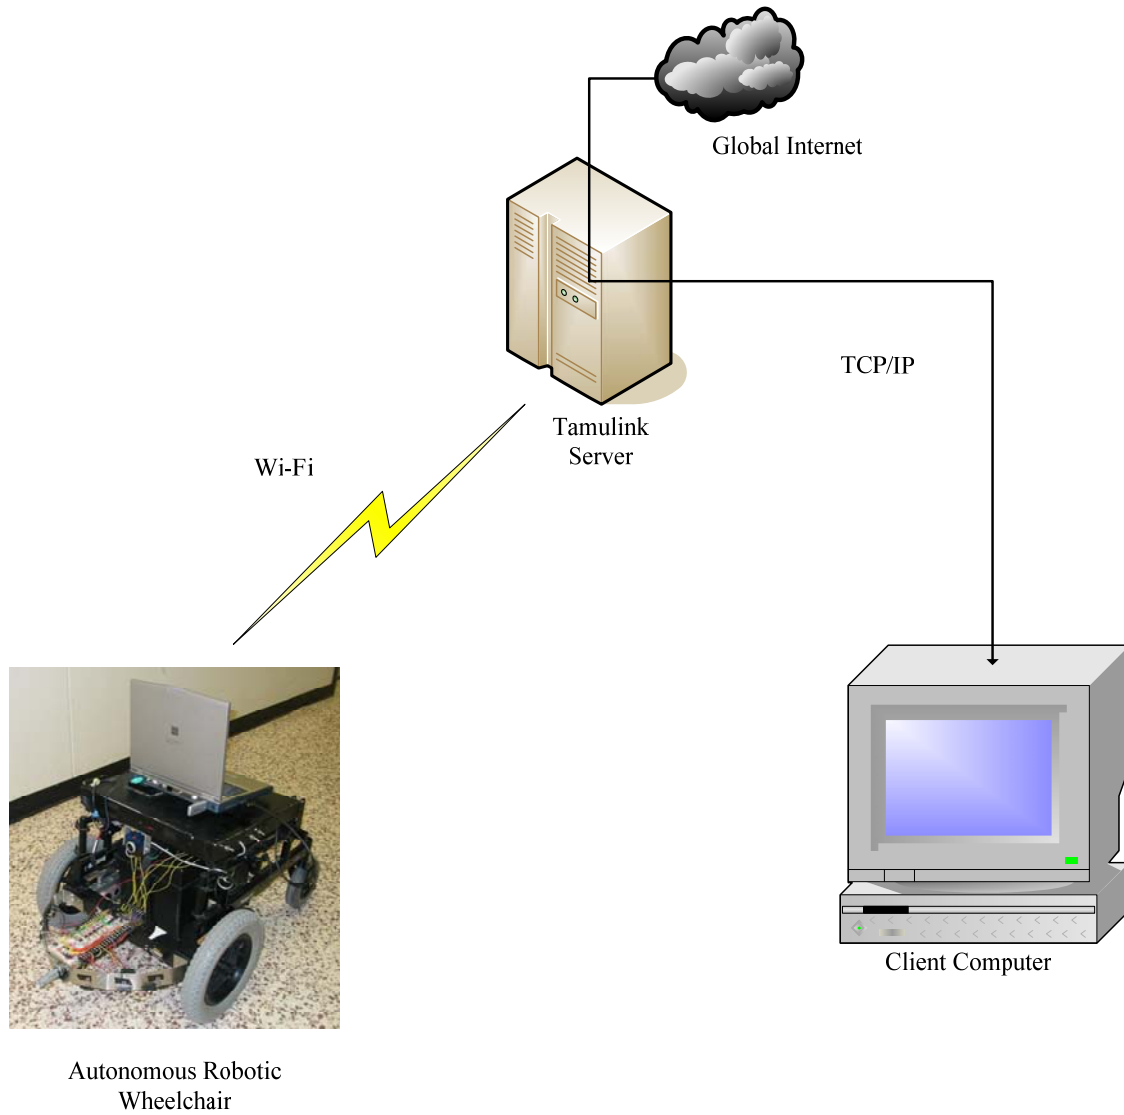 Global Internet
TCP/IP
Tamulink
Server
Wi-Fi
Client Computer
Autonomous Robotic
Wheelchair